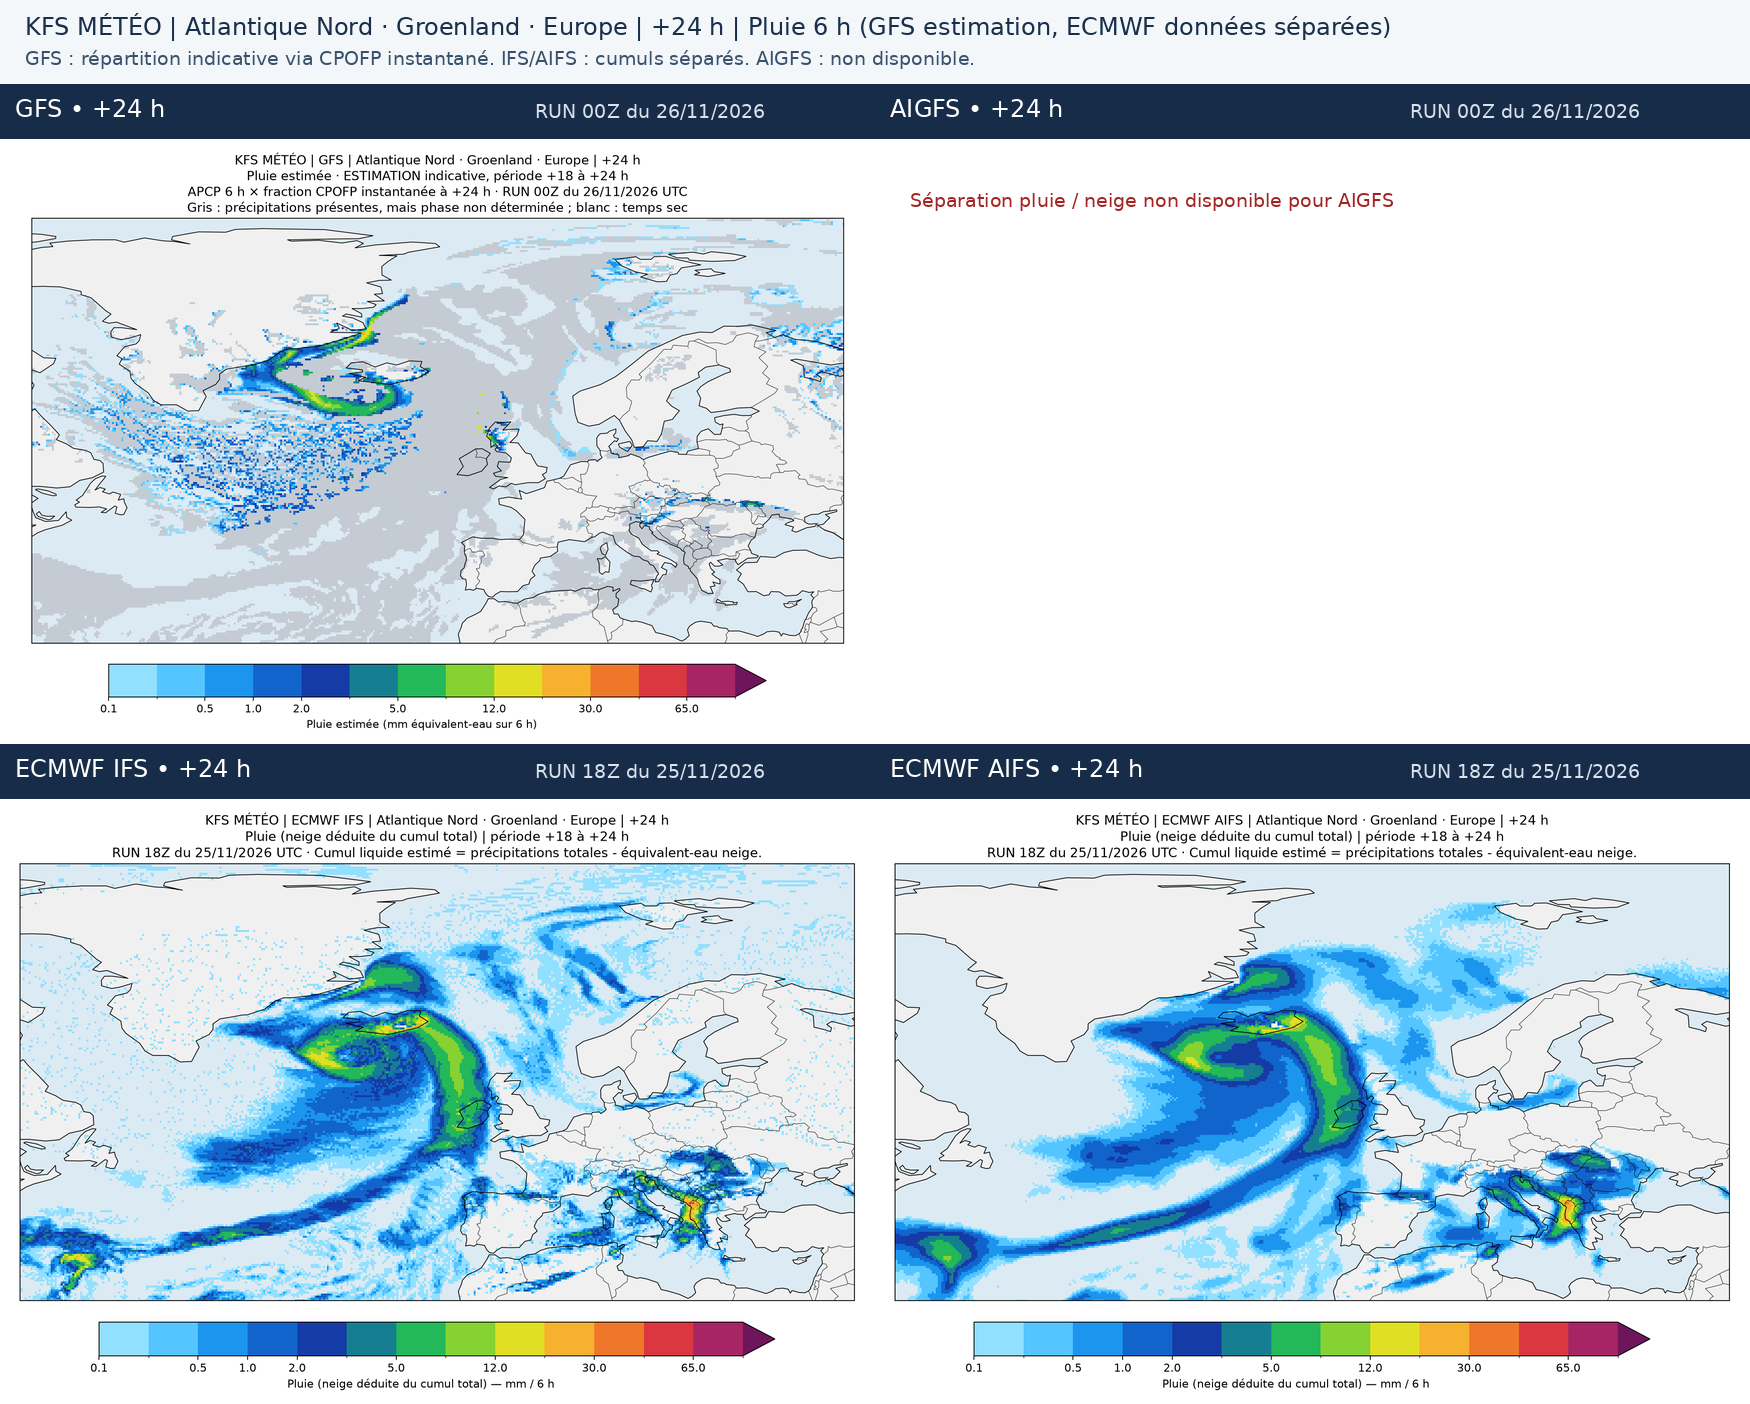 KFS MÉTÉO | Atlantique Nord · Groenland · Europe | +24 h | Pluie 6 h (GFS estimation, ECMWF données séparées)
GFS : répartition indicative via CPOFP instantané. IFS/AIFS : cumuls séparés. AIGFS : non disponible.
GFS • +24 h
RUN 00Z du 26/11/2026
AIGFS • +24 h
RUN 00Z du 26/11/2026
KFS MÉTÉO | GFS | Atlantique Nord · Groenland · Europe | +24 h
Pluie estimée · ESTIMATION indicative, période +18 à +24 h
APCP 6 h × fraction CPOFP instantanée à +24 h · RUN 00Z du 26/11/2026 UTC
Gris : précipitations présentes, mais phase non déterminée ; blanc : temps sec
Séparation pluie / neige non disponible pour AIGFS
0.1 0.5 1.0 2.0 5.0 12.0 30.0 65.0
Pluie estimée (mm équivalent-eau sur 6 h)
ECMWF IFS • +24 h
RUN 18Z du 25/11/2026
ECMWF AIFS • +24 h
RUN 18Z du 25/11/2026
KFS MÉTÉO | ECMWF IFS | Atlantique Nord · Groenland · Europe | +24 h
Pluie (neige déduite du cumul total) | période +18 à +24 h
RUN 18Z du 25/11/2026 UTC · Cumul liquide estimé = précipitations totales - équivalent-eau neige.
0.1 0.5 1.0 2.0 5.0 12.0 30.0 65.0
Pluie (neige déduite du cumul total) — mm / 6 h
KFS MÉTÉO | ECMWF AIFS | Atlantique Nord · Groenland · Europe | +24 h
Pluie (neige déduite du cumul total) | période +18 à +24 h
RUN 18Z du 25/11/2026 UTC · Cumul liquide estimé = précipitations totales - équivalent-eau neige.
0.1 0.5 1.0 2.0 5.0 12.0 30.0 65.0
Pluie (neige déduite du cumul total) — mm / 6 h